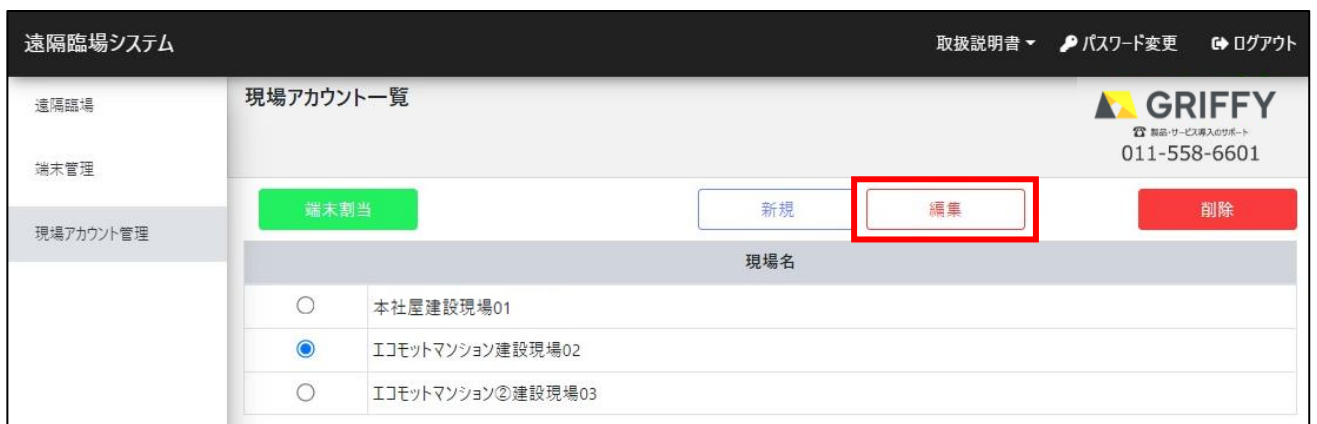 遠隔臨場システム 取扱説明書 パスワード変更 ログアウト
遠隔臨場
端末管理
現場アカウント管理
現場アカウント一覧
GRIFFY
製品・サービス導入のサポート
011-558-6601
端末割当 新規 編集 削除
現場名
本社屋建設現場01
エコモットマンション建設現場02
エコモットマンション②建設現場03